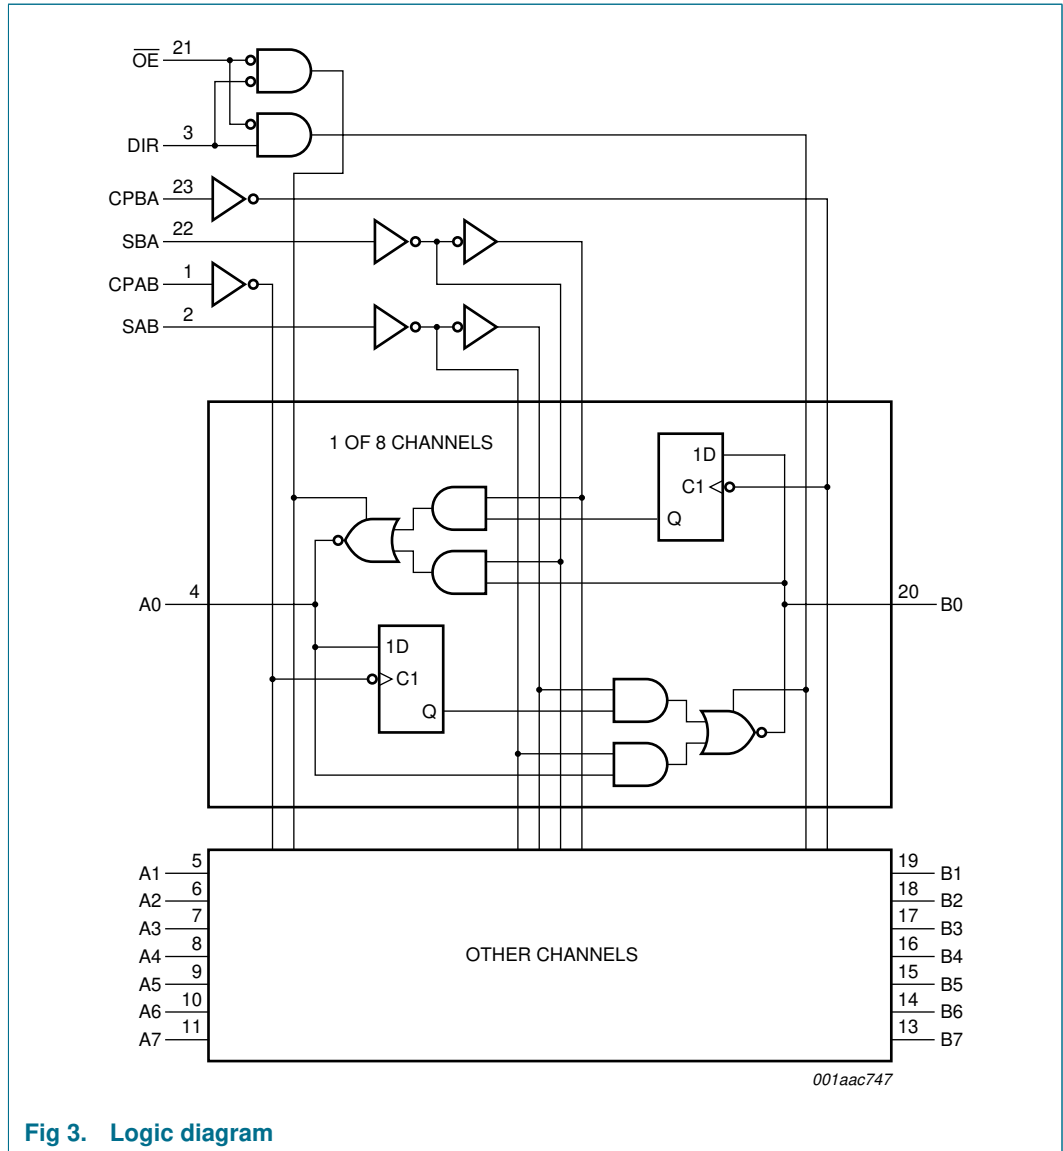 OE 21
DIR 3
CPBA 23
SBA 22
CPAB 1
SAB 2
1 OF 8 CHANNELS
1D
C1
Q
A0 4
20 B0
1D
C1
Q
A1 5
A2 6
A3 7
A4 8
A5 9
A6 10
A7 11
OTHER CHANNELS
19 B1
18 B2
17 B3
16 B4
15 B5
14 B6
13 B7
001aac747
Fig 3. Logic diagram